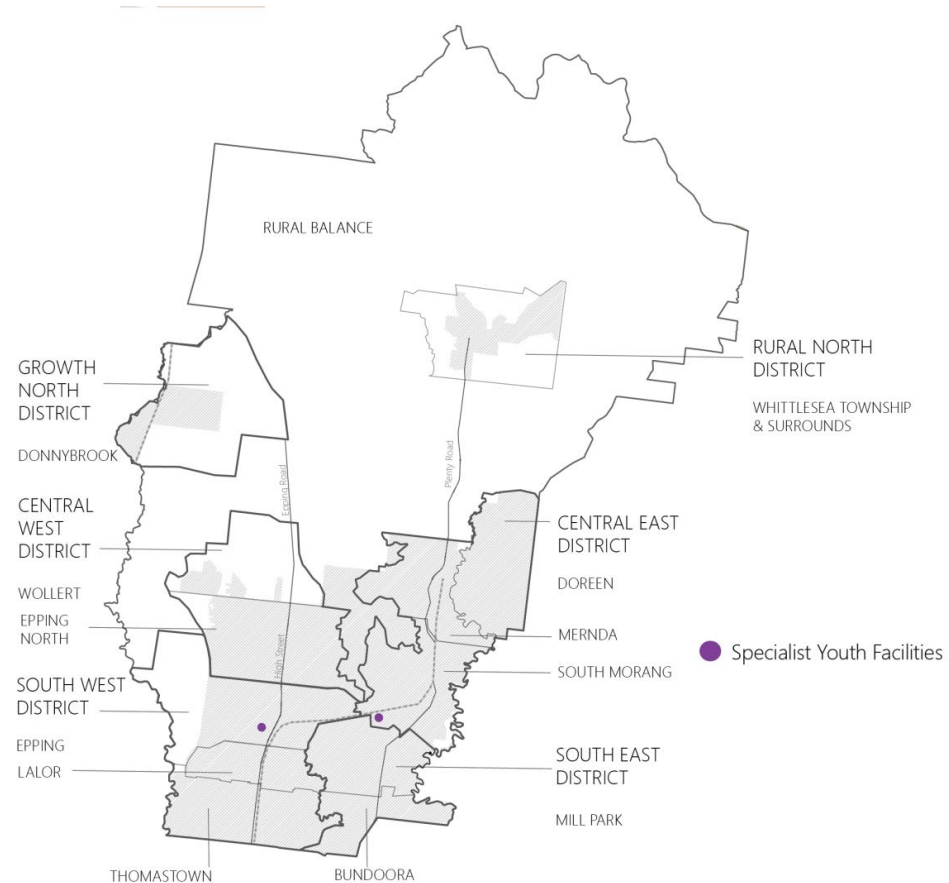 RURAL BALANCE
GROWTH
NORTH
DISTRICT
DONNYBROOK
CENTRAL
WEST
DISTRICT
WOLLERT
EPPING
NORTH
SOUTH WEST
DISTRICT
EPPING
LALOR
THOMASTOWN
BUNDOORA
Epping Road
High Street
Plenty Road
RURAL NORTH
DISTRICT
WHITTLESEA TOWNSHIP
& SURROUNDS
CENTRAL EAST
DISTRICT
DOREEN
MERNDA
SOUTH MORANG
SOUTH EAST
DISTRICT
MILL PARK
Specialist Youth Facilities